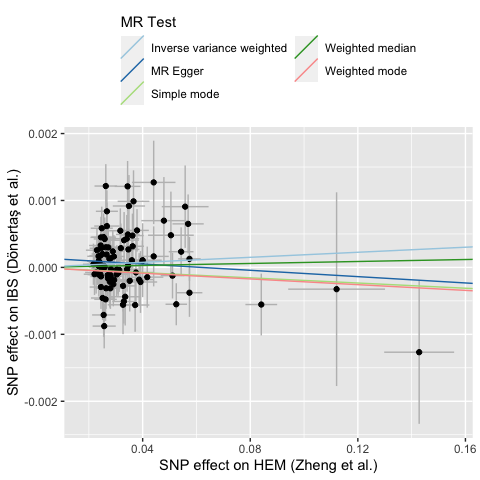 MR Test
Inverse variance weighted
Weighted median
MR Egger
Weighted mode
Simple mode
0.002
0.001
0.000
-0.001
-0.002
SNP effect on IBS (Dönertaş et al.)
0.04 0.08 0.12 0.16
SNP effect on HEM (Zheng et al.)